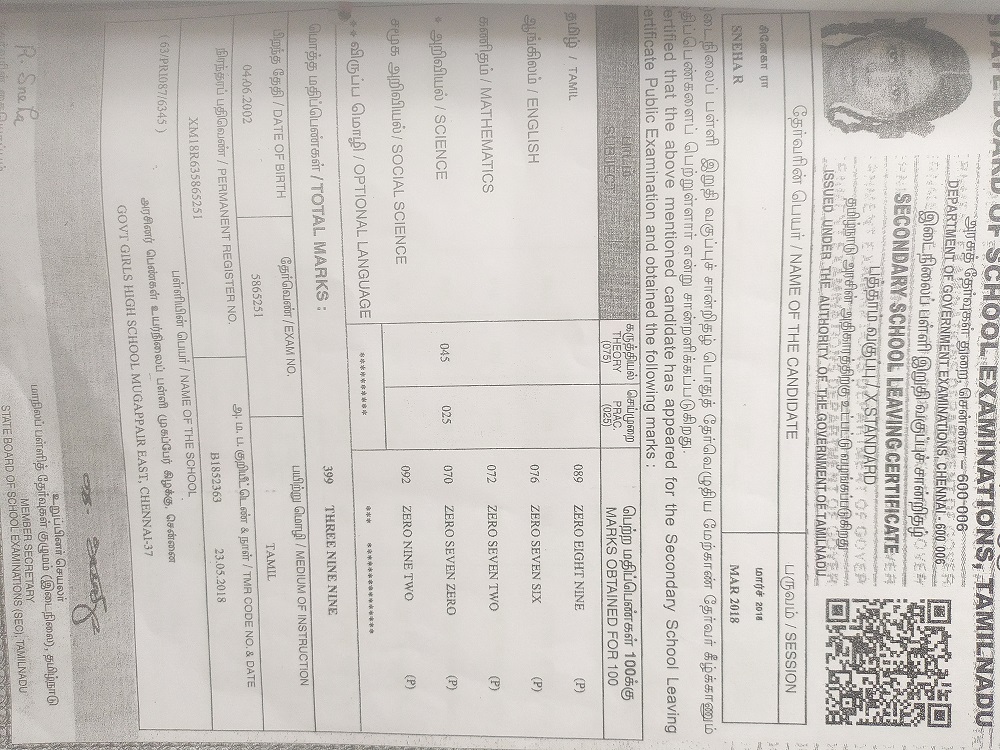 STATE BOARD OF SCHOOL EXAMINATIONS, TAMILNADU
அரசுத் தேர்வுகள் துறை, சென்னை – 600 006
DEPARTMENT OF GOVERNMENT EXAMINATIONS, CHENNAI - 600 006
இடைநிலைப் பள்ளி இறுதி வகுப்புச் சான்றிதழ்
SECONDARY SCHOOL LEAVING CERTIFICATE
பத்தாம் வகுப்பு / X STANDARD
தமிழ்நாடு அரசின் அதிகாரத்திற்கு உட்பட்டு வழங்கப்படுகிறது
ISSUED UNDER THE AUTHORITY OF THE GOVERNMENT OF TAMILNADU
தேர்வரின் பெயர் / NAME OF THE CANDIDATE பருவம் / SESSION
சினேகா ரா மார்ச் 2018
SNEHA R MAR 2018
டைநிலைப் பள்ளி இறுதி வகுப்புச் சான்றிதழ் பொதுத் தேர்வெழுதிய மேற்காண் தேர்வர் கீழ்க்காணும்
திப்பெண்களைப் பெற்றுள்ளார் என்று சான்றளிக்கப்படுகிறது.
ertified that the above mentioned candidate has appeared for the Secondary School Leaving
ertificate Public Examination and obtained the following marks :
பாடம் கருத்தியல் செய்முறை பெற்ற மதிப்பெண்கள் 100க்கு
SUBJECT THEORY PRAC. MARKS OBTAINED FOR 100
(075) (025)
தமிழ் / TAMIL 089 ZERO EIGHT NINE (P)
ஆங்கிலம் / ENGLISH 076 ZERO SEVEN SIX (P)
கணிதம் / MATHEMATICS 072 ZERO SEVEN TWO (P)
* அறிவியல் / SCIENCE 045 025 070 ZERO SEVEN ZERO (P)
சமூக அறிவியல் / SOCIAL SCIENCE 092 ZERO NINE TWO (P)
** விருப்ப மொழி / OPTIONAL LANGUAGE ********** *** ***************
மொத்த மதிப்பெண்கள் / TOTAL MARKS : 399 THREE NINE NINE
பிறந்த தேதி / DATE OF BIRTH தேர்வெண் / EXAM NO. பயிற்று மொழி / MEDIUM OF INSTRUCTION
04.06.2002 5865251 TAMIL
நிரந்தரப் பதிவெண் / PERMANENT REGISTER NO. அ. ம. ப. குறியீட்டெண் & நாள் / TMR CODE NO. & DATE
XM18R635865251 B1852363 23.05.2018
பள்ளியின் பெயர் / NAME OF THE SCHOOL
( 63/PR1087/6345 ) அரசினர் பெண்கள் உயர்நிலைப் பள்ளி முகப்பேர் கிழக்கு, சென்னை
GOVT GIRLS HIGH SCHOOL MUGAPPAIR EAST, CHENNAI-37
உறுப்பினர் செயலர்
மாநிலப் பள்ளித் தேர்வுகள் குழுமம் (இடைநிலை), தமிழ்நாடு
MEMBER SECRETARY
STATE BOARD OF SCHOOL EXAMINATIONS (SEC), TAMILNADU
R. Sneha